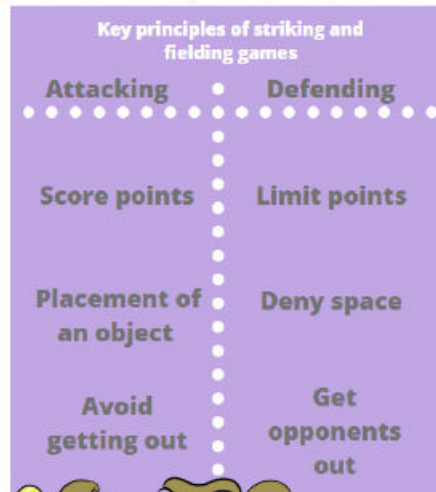 Key principles of striking and
fielding games
Attacking
Defending
Score points
Limit points
Placement of
an object
Deny space
Avoid
getting out
Get
opponents
out